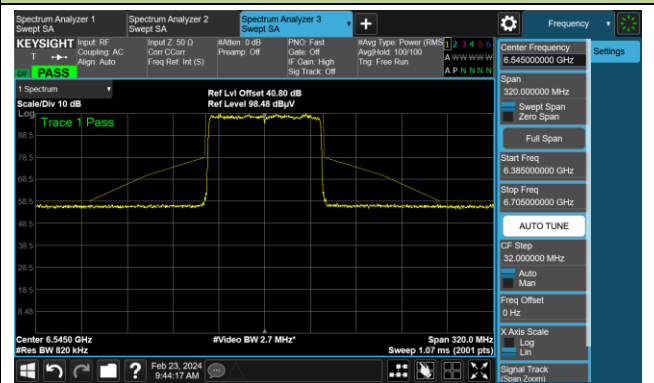 Spectrum Analyzer 1
Swept SA
Spectrum Analyzer 2
Swept SA
Spectrum Analyzer 3
Swept SA
+
Frequency
KEYSIGHT
Input: RF
Coupling: AC
Align: Auto
Input Z: 50 Ω
Corr CCorr
Freq Ref: Int (S)
#Atten: 0 dB
Preamp: Off
PNO: Fast
Gate: Off
IF Gain: High
Sig Track: Off
#Avg Type: Power (RMS
Avg|Hold: 100/100
Trig: Free Run
1 2 3 4 5 6
A W W W W W
A P N N N N
T
PASS
1 Spectrum
Scale/Div 10 dB
Ref Lvl Offset 40.80 dB
Ref Level 98.48 dBµV
Log
Trace 1 Pass
88.5
78.5
68.5
58.5
48.5
38.5
28.5
18.5
8.48
Center 6.5450 GHz
#Res BW 820 kHz
#Video BW 2.7 MHz*
Span 320.0 MHz
Sweep 1.07 ms (2001 pts)
Center Frequency
6.545000000 GHz
Settings
Span
320.000000 MHz
Swept Span
Zero Span
Full Span
Start Freq
6.385000000 GHz
Stop Freq
6.705000000 GHz
AUTO TUNE
CF Step
32.000000 MHz
Auto
Man
Freq Offset
0 Hz
X Axis Scale
Log
Lin
Signal Track
(Span Zoom)
?
Feb 23, 2024
9:44:17 AM